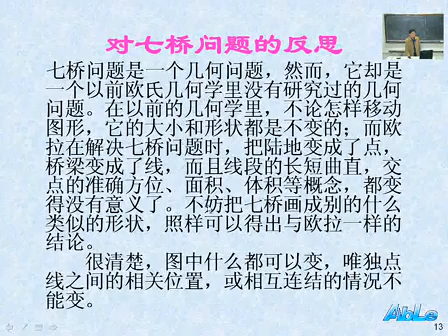 对七桥问题的反思
七桥问题是一个几何问题，然而，它却是
一个以前欧氏几何学里没有研究过的几何
问题。在以前的几何学里，不论怎样移动
图形，它的大小和形状都是不变的；而欧
拉在解决七桥问题时，把陆地变成了点，
桥梁变成了线，而且线段的长短曲直，交
点的准确方位、面积、体积等概念，都变
得没有意义了。不妨把七桥画成别的什么
类似的形状，照样可以得出与欧拉一样的
结论。
很清楚，图中什么都可以变，唯独点
线之间的相关位置，或相互连结的情况不
能变。
13